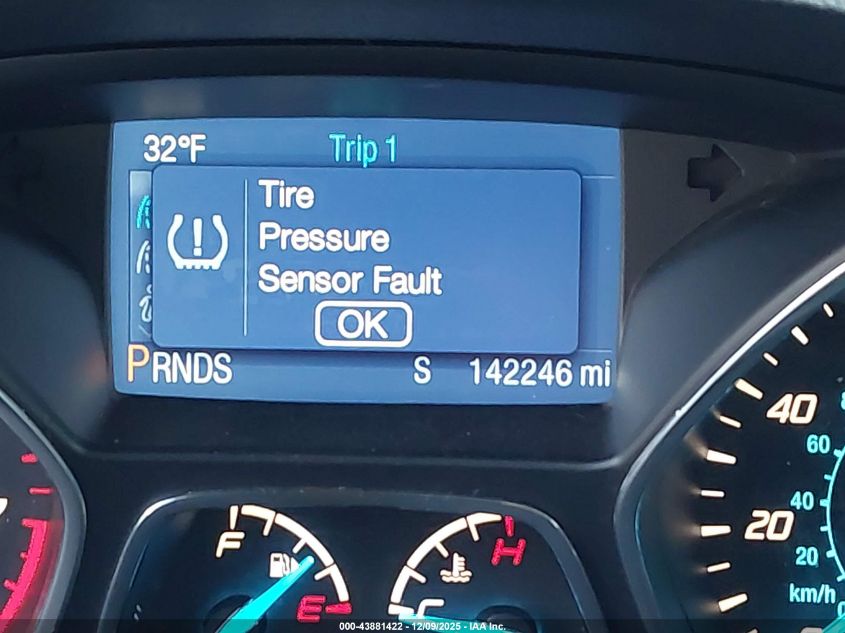 32°F Trip 1
Tire
Pressure
Sensor Fault
OK
PRNDS S 142246 mi
40
60
F H 40 20
20
E C km/h
000-43881422 - 12/09/2025 - IAA Inc.